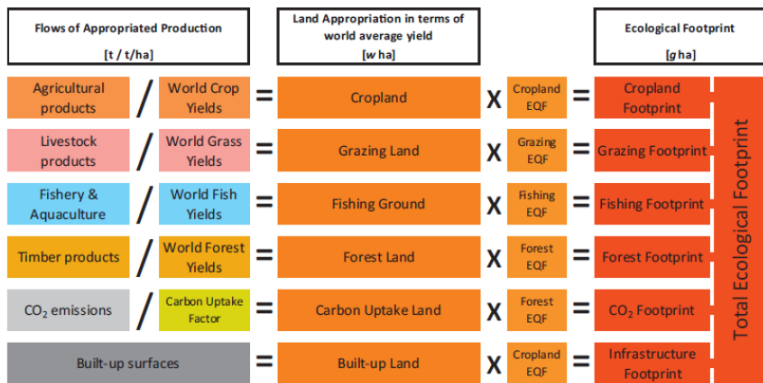 Flows of Appropriated Production
[t / t/ha]
Land Appropriation in terms of
world average yield
[w ha]
Ecological Footprint
[g ha]
Agricultural
products
/
World Crop
Yields
=
Cropland
X
Cropland
EQF
=
Cropland
Footprint
Livestock
products
/
World Grass
Yields
=
Grazing Land
X
Grazing
EQF
=
Grazing Footprint
Fishery &
Aquaculture
/
World Fish
Yields
=
Fishing Ground
X
Fishing
EQF
=
Fishing Footprint
Timber products
/
World Forest
Yields
=
Forest Land
X
Forest
EQF
=
Forest Footprint
CO₂ emissions
/
Carbon Uptake
Factor
=
Carbon Uptake Land
X
Forest
EQF
=
CO₂ Footprint
Built-up surfaces
=
Built-up Land
X
Cropland
EQF
=
Infrastructure
Footprint
Total Ecological Footprint